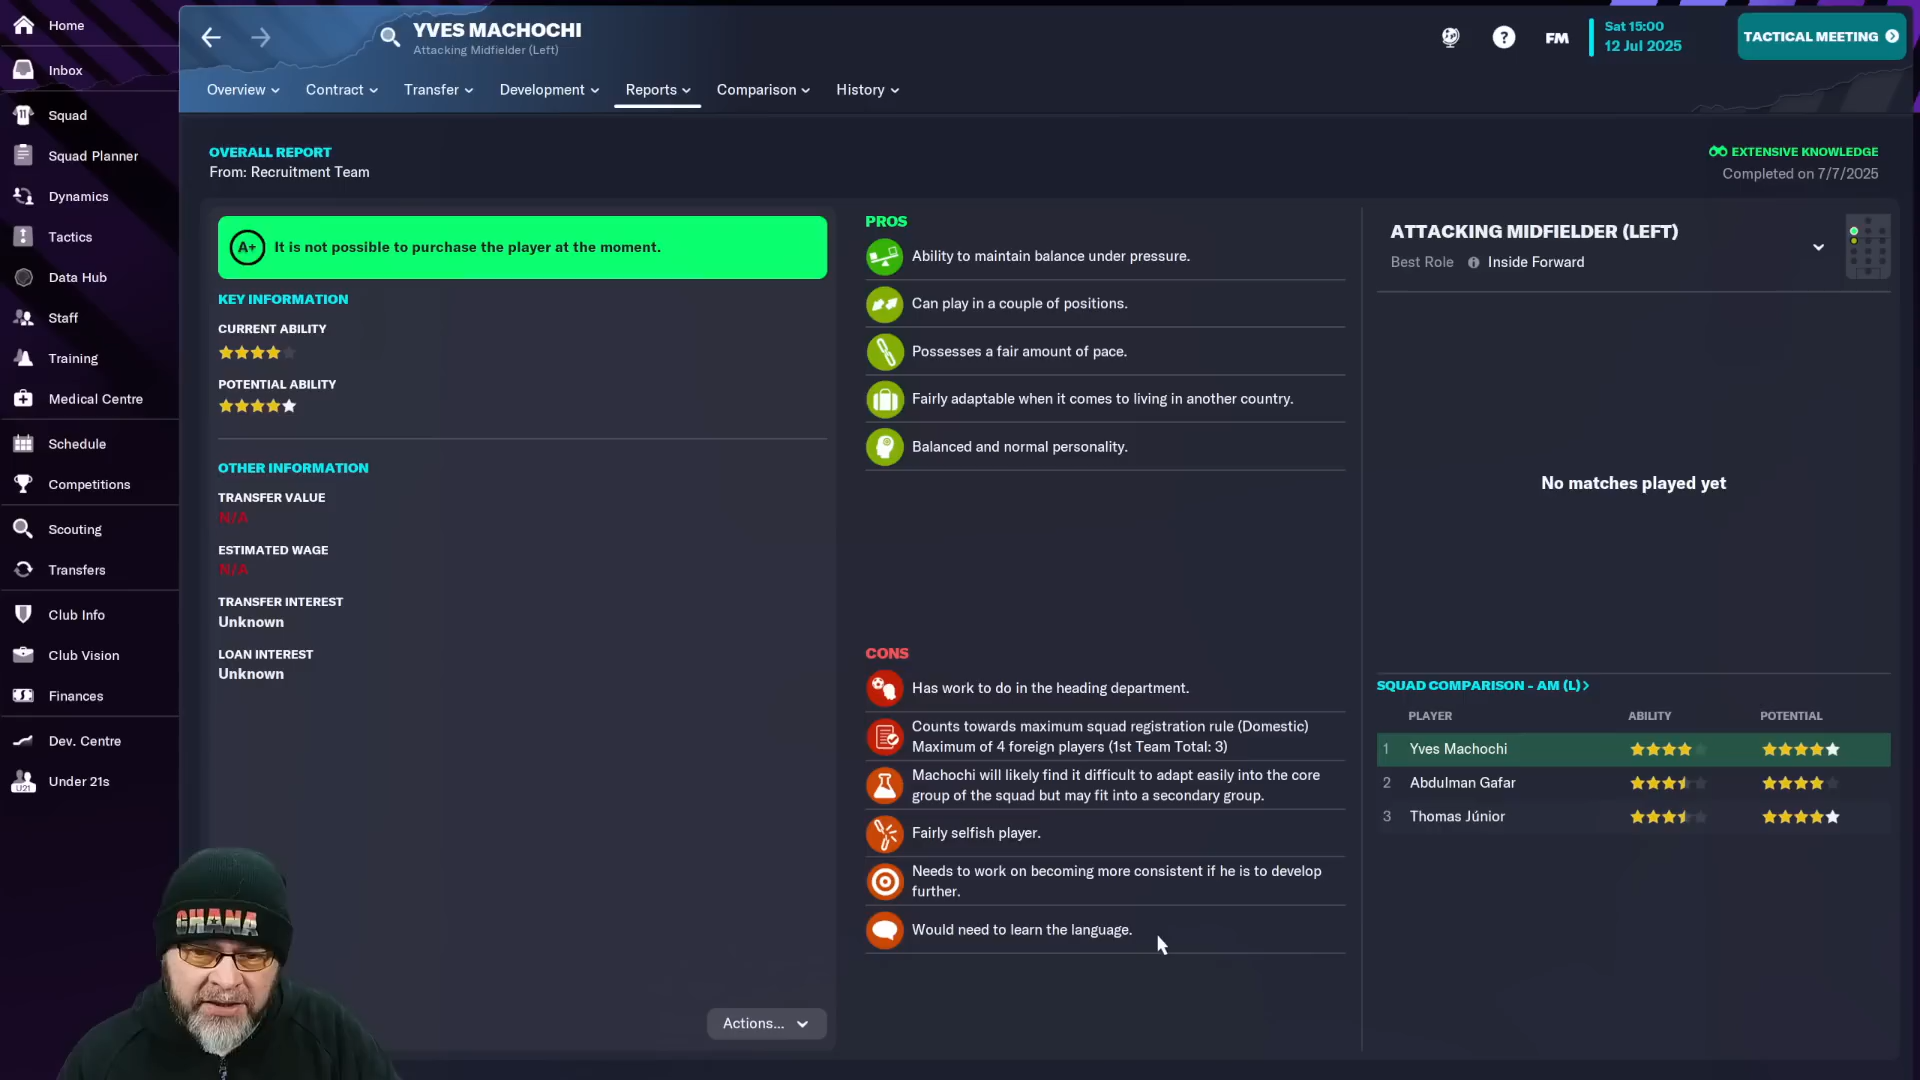 Home
Inbox
Squad
Squad Planner
Dynamics
Tactics
Data Hub
Staff
Training
Medical Centre
Schedule
Competitions
Scouting
Transfers
Club Info
Club Vision
Finances
Dev. Centre
Under 21s
U21
11
YVES MACHOCHI
Attacking Midfielder (Left)
?
FM
Sat 15:00
12 Jul 2025
TACTICAL MEETING
Overview
Contract
Transfer
Development
Reports
Comparison
History
OVERALL REPORT
From: Recruitment Team
EXTENSIVE KNOWLEDGE
Completed on 7/7/2025
A+ It is not possible to purchase the player at the moment.
KEY INFORMATION
CURRENT ABILITY
POTENTIAL ABILITY
OTHER INFORMATION
TRANSFER VALUE
N/A
ESTIMATED WAGE
N/A
TRANSFER INTEREST
Unknown
LOAN INTEREST
Unknown
Actions...
PROS
Ability to maintain balance under pressure.
Can play in a couple of positions.
Possesses a fair amount of pace.
Fairly adaptable when it comes to living in another country.
Balanced and normal personality.
CONS
Has work to do in the heading department.
Counts towards maximum squad registration rule (Domestic)
Maximum of 4 foreign players (1st Team Total: 3)
Machochi will likely find it difficult to adapt easily into the core
group of the squad but may fit into a secondary group.
Fairly selfish player.
Needs to work on becoming more consistent if he is to develop
further.
Would need to learn the language.
ATTACKING MIDFIELDER (LEFT)
Best Role i Inside Forward
No matches played yet
SQUAD COMPARISON - AM (L)
PLAYER ABILITY POTENTIAL
1 Yves Machochi
2 Abdulman Gafar
3 Thomas Júnior
GHANA